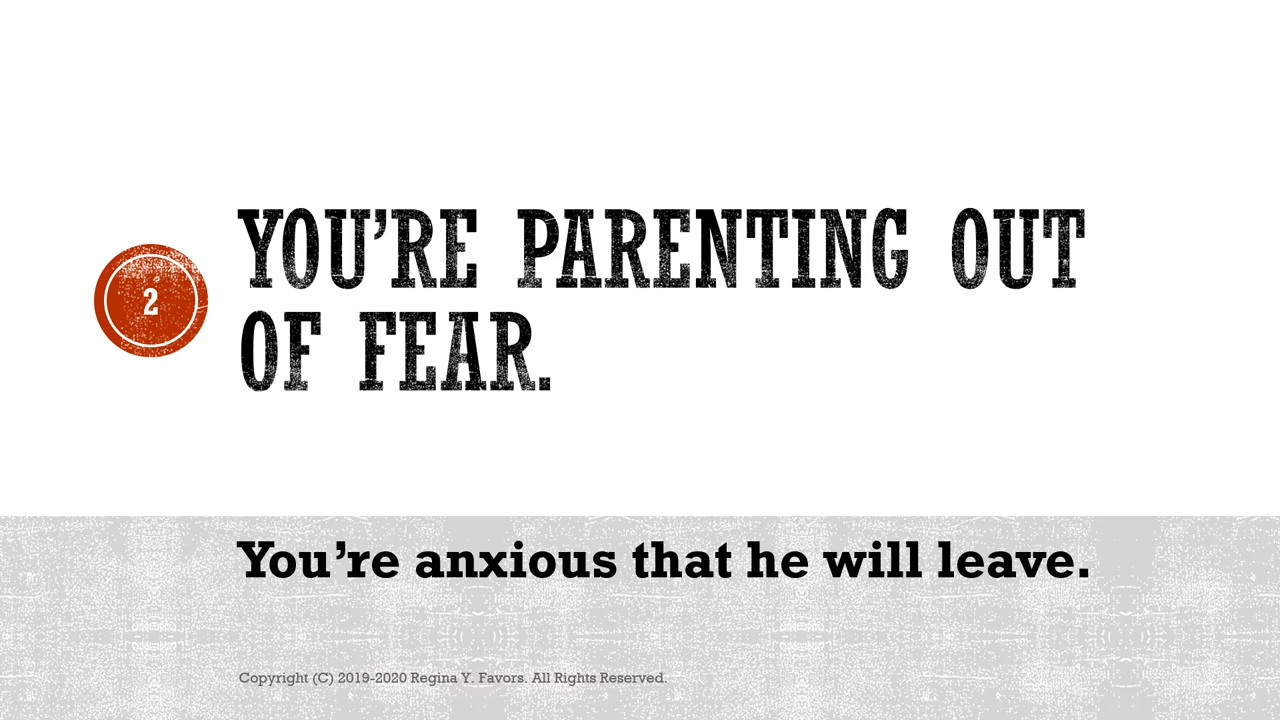 2
YOU’RE PARENTING OUT
OF FEAR.
You’re anxious that he will leave.
Copyright (C) 2019-2020 Regina Y. Favors. All Rights Reserved.